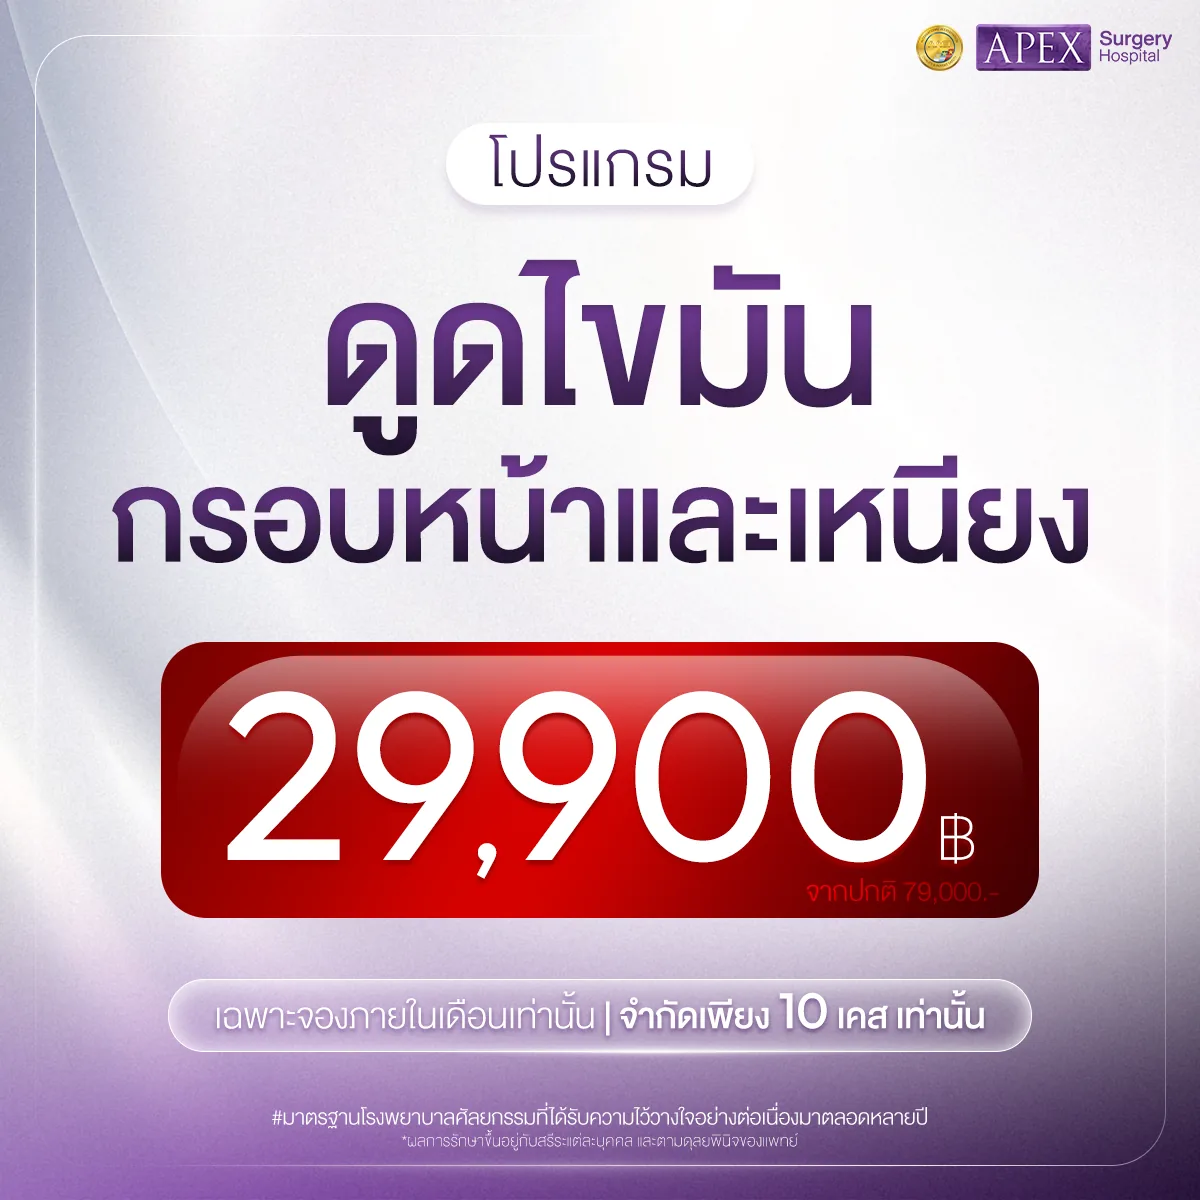 APEX Surgery Hospital
โปรแกรม
ดูดไขมัน
กรอบหน้าและเหนียง
29,900 ฿
จากปกติ 79,000.-
เฉพาะจองภายในเดือนเท่านั้น | จำกัดเพียง 10 เคส เท่านั้น
#มาตรฐานโรงพยาบาลศัลยกรรมที่ได้รับความไว้วางใจอย่างต่อเนื่องมาตลอดหลายปี
*ผลการรักษาขึ้นอยู่กับสรีระแต่ละบุคคล และตามดุลยพินิจของแพทย์